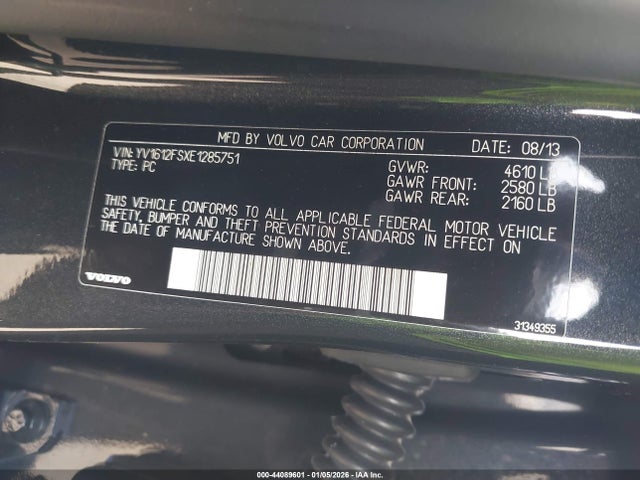 MFD BY VOLVO CAR CORPORATION DATE: 08/13
VIN: YV1612FSXE1285751
TYPE: PC
GVWR: 4610 LB
GAWR FRONT: 2580 LB
GAWR REAR: 2160 LB
THIS VEHICLE CONFORMS TO ALL APPLICABLE FEDERAL MOTOR VEHICLE
SAFETY, BUMPER AND THEFT PREVENTION STANDARDS IN EFFECT ON
THE DATE OF MANUFACTURE SHOWN ABOVE.
VOLVO
31349355
000-44089601 - 01/05/2026 - IAA Inc.